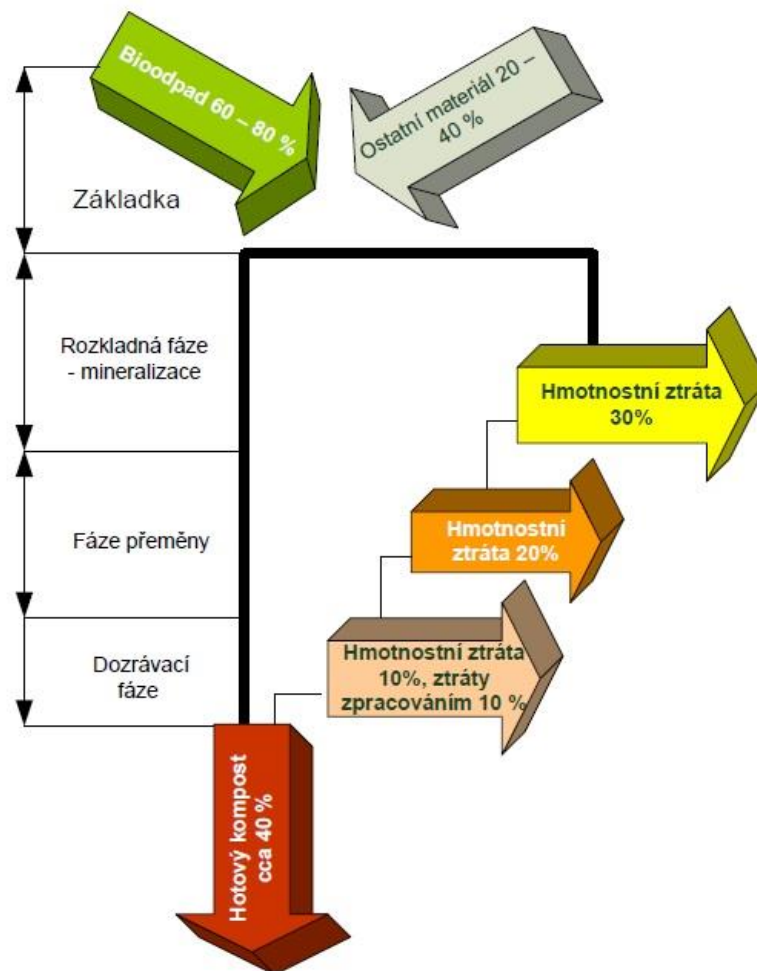 Bioodpad 60 – 80 %
Ostatní materiál 20 –
40 %
Základka
Rozkladná fáze
- mineralizace
Hmotnostní ztráta
30%
Fáze přeměny
Hmotnostní
ztráta 20%
Dozrávací
fáze
Hmotnostní ztráta
10%, ztráty
zpracováním 10 %
Hotový kompost
cca 40 %